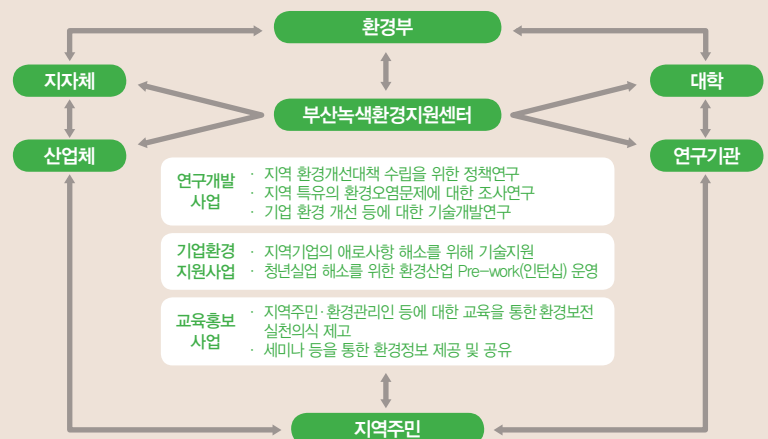 환경부
지자체
대학
부산녹색환경지원센터
산업체
연구기관
연구개발
사업
· 지역 환경개선대책 수립을 위한 정책연구
· 지역 특유의 환경오염문제에 대한 조사연구
· 기업 환경 개선 등에 대한 기술개발연구
기업환경
지원사업
· 지역기업의 애로사항 해소를 위해 기술지원
· 청년실업 해소를 위한 환경산업 Pre-work(인턴십) 운영
교육홍보
사업
· 지역주민·환경관리인 등에 대한 교육을 통한 환경보전
실천의식 제고
· 세미나 등을 통한 환경정보 제공 및 공유
지역주민